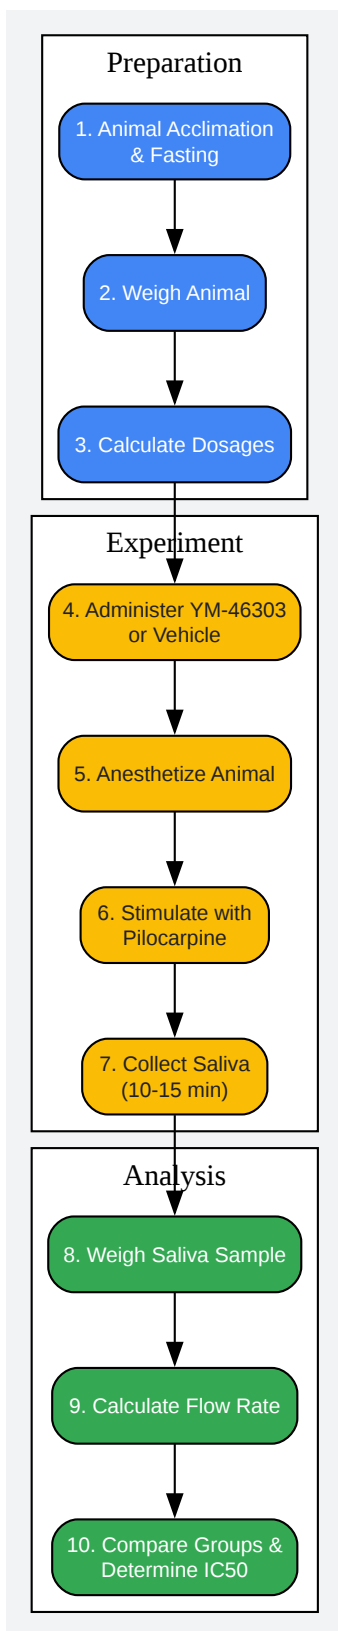 Preparation
1. Animal Acclimation
& Fasting
2. Weigh Animal
3. Calculate Dosages
Experiment
4. Administer YM-46303
or Vehicle
5. Anesthetize Animal
6. Stimulate with
Pilocarpine
7. Collect Saliva
(10-15 min)
Analysis
8. Weigh Saliva Sample
9. Calculate Flow Rate
10. Compare Groups &
Determine IC50